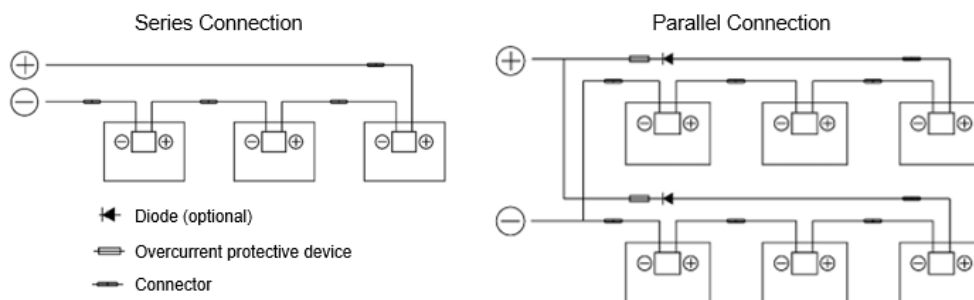 Series Connection
Parallel Connection
Diode (optional)
Overcurrent protective device
Connector